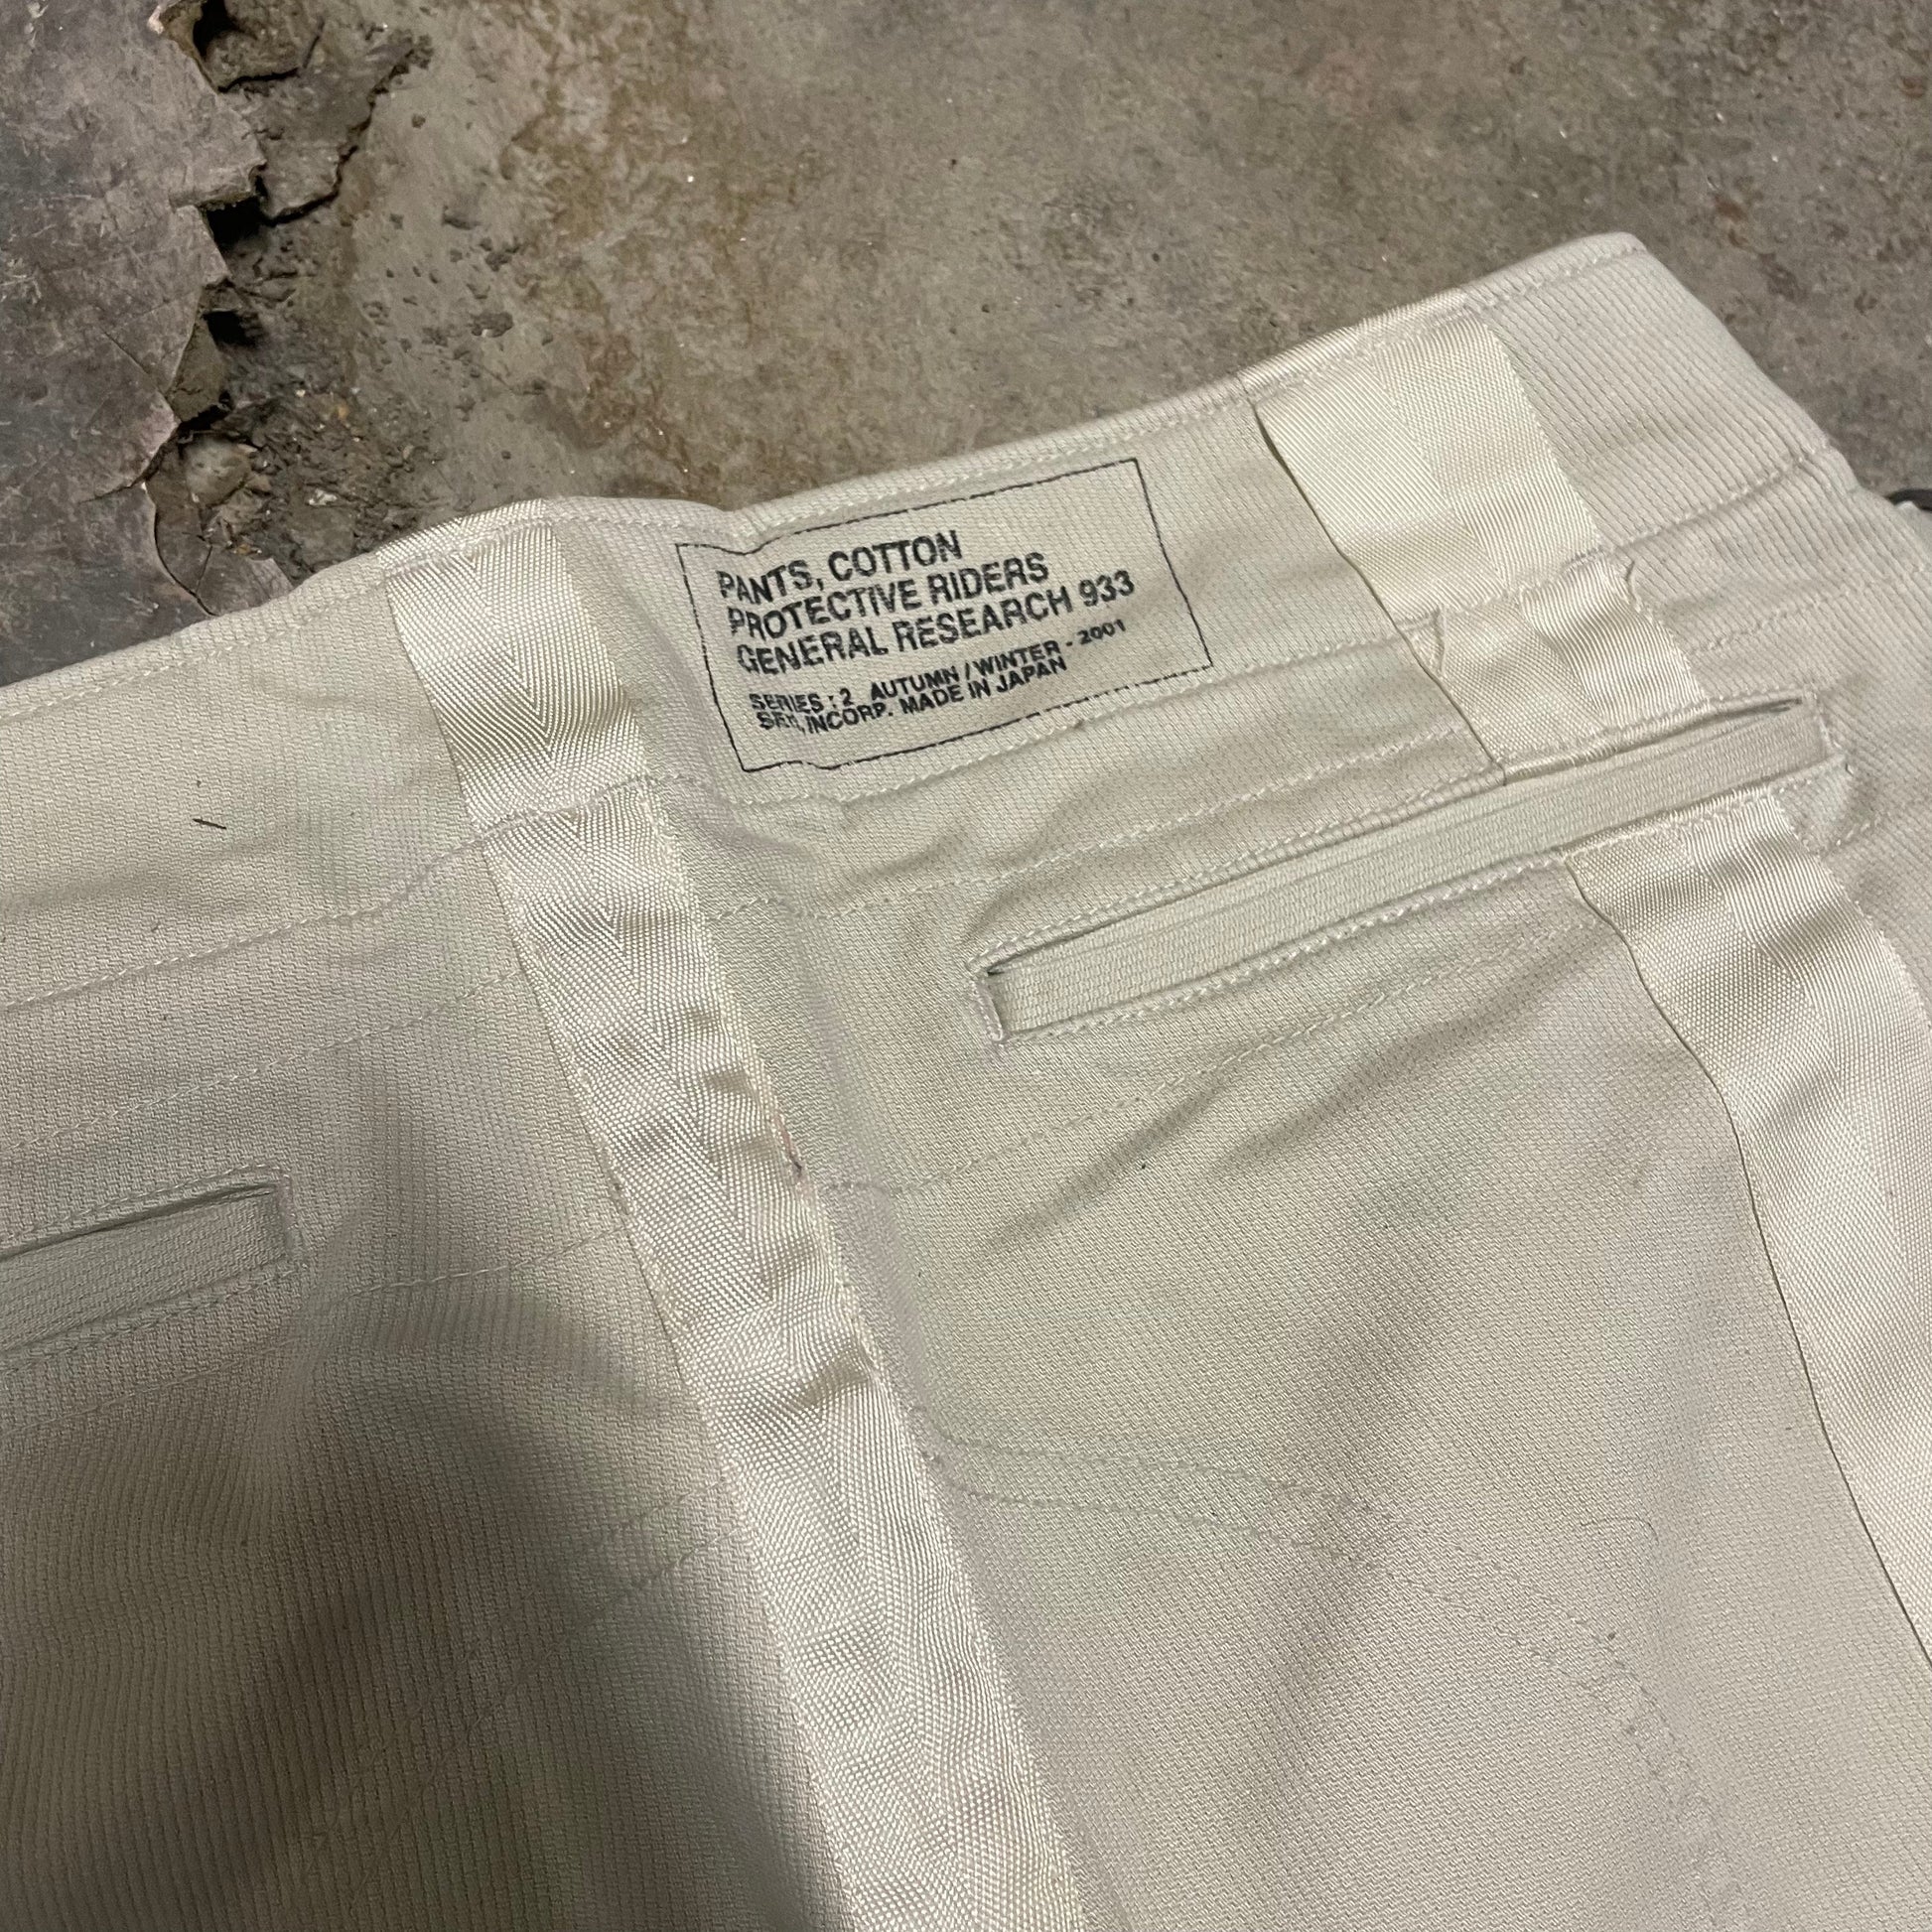 PANTS, COTTON
PROTECTIVE RIDERS
GENERAL RESEARCH 933
SERIES : 2 AUTUMN / WINTER - 2001
INCORP. MADE IN JAPAN